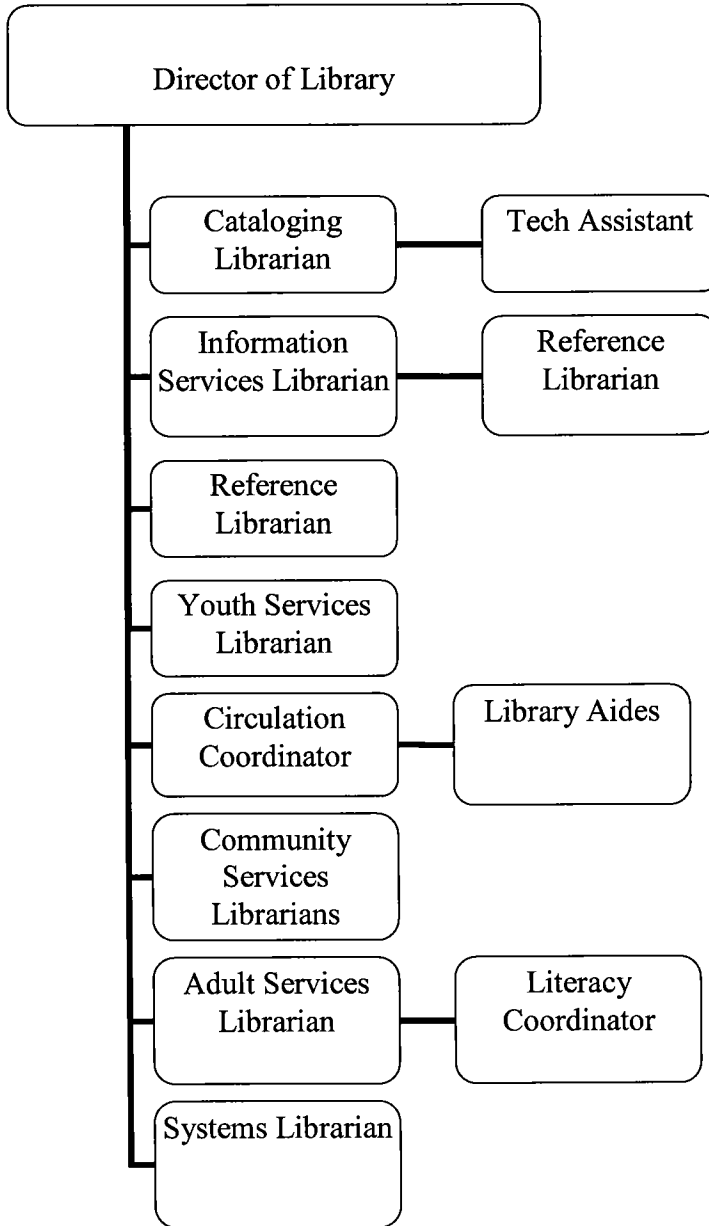 Director of Library
Cataloging
Librarian
Tech Assistant
Information
Services Librarian
Reference
Librarian
Reference
Librarian
Youth Services
Librarian
Circulation
Coordinator
Library Aides
Community
Services
Librarians
Adult Services
Librarian
Literacy
Coordinator
Systems Librarian